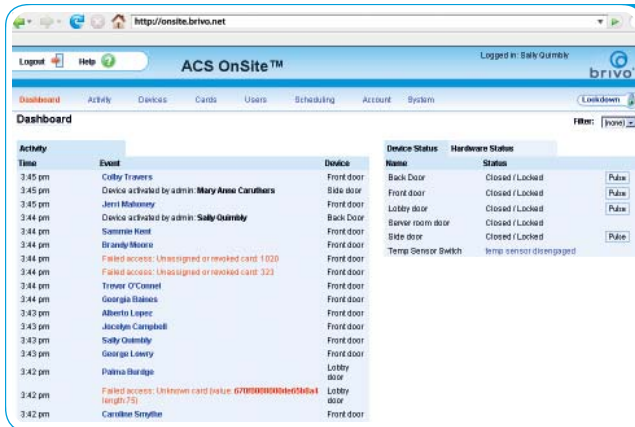 http://onsite.brivo.net
Logout Help ACS OnSite™ Logged in: Sally Quimbly brivo
Dashboard Activity Devices Cards Users Scheduling Account System Lookdown
Dashboard Filter: (none)
Activity
Time Event Device
3:45 pm Colby Travers Front door
3:45 pm Device activated by admin: Mary Anne Caruthers Side door
3:45 pm Jerri Mahoney Front door
3:44 pm Device activated by admin: Sally Quimbly Back Door
3:44 pm Sammie Kent Front door
3:44 pm Brandy Moore Front door
3:44 pm Failed access: Unassigned or revoked card: 1020 Front door
3:44 pm Failed access: Unassigned or revoked card: 323 Front door
3:44 pm Trevor O'Connel Front door
3:44 pm Georgia Baines Front door
3:43 pm Alberto Lopez Front door
3:43 pm Jocelyn Campbell Front door
3:43 pm Sally Quimbly Front door
3:43 pm George Lowry Front door
3:42 pm Palma Burdge Lobby door
3:42 pm Failed access: Unknown card (value: length:75) Lobby door
3:42 pm Caroline Smythe Front door
Device Status Hardware Status
Name Status
Back Door Closed / Locked Pulse
Front door Closed / Locked Pulse
Lobby door Closed / Locked Pulse
Server room door Closed / Locked
Side door Closed / Locked Pulse
Temp Sensor Switch temp sensor disengaged